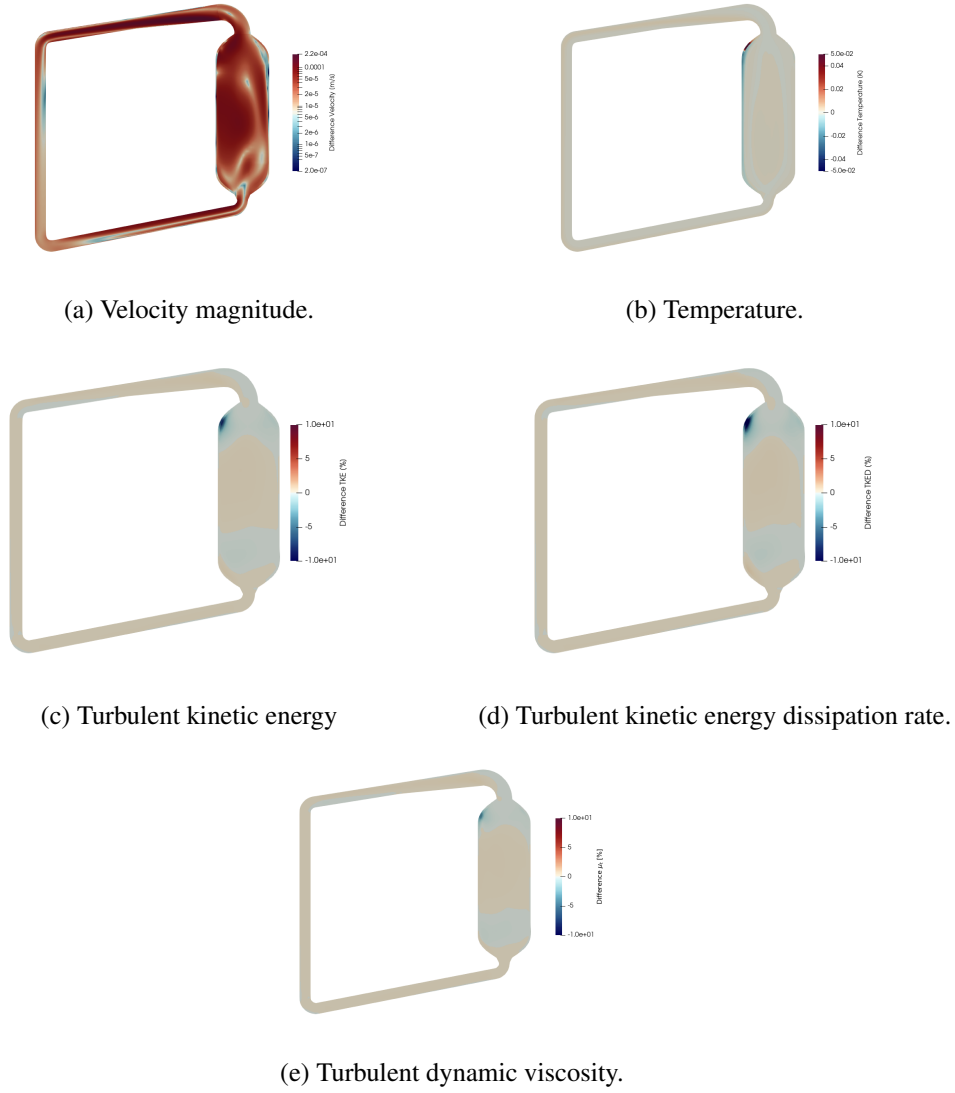 2.2e-04
0.0001
5e-5
2e-5
1e-5
5e-6
2e-6
1e-6
5e-7
2.0e-07
Difference Velocity (m/s)
5.0e-02
0.04
0.02
0
-0.02
-0.04
-5.0e-02
Difference Temperature (K)
(a) Velocity magnitude.
(b) Temperature.
1.0e+01
5
0
-5
-1.0e+01
Difference TKE (%)
1.0e+01
5
0
-5
-1.0e+01
Difference TKED (%)
(c) Turbulent kinetic energy
(d) Turbulent kinetic energy dissipation rate.
1.0e+01
5
0
-5
-1.0e+01
Difference μₜ [%]
(e) Turbulent dynamic viscosity.